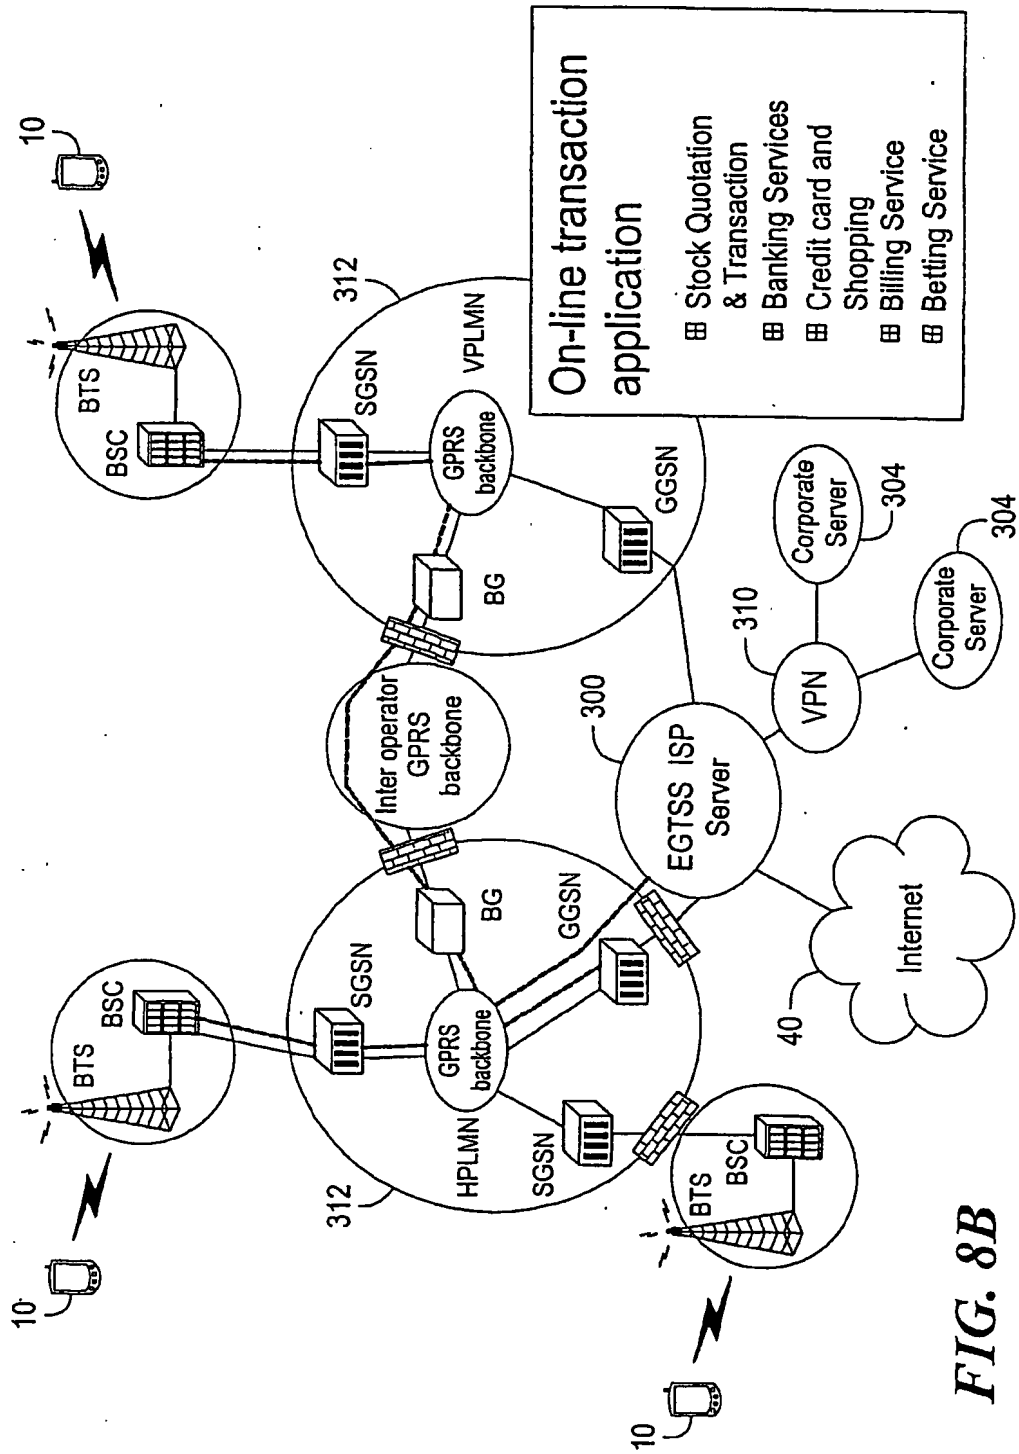 10
10
10
BTS
BSC
BTS
BSC
BTS
BSC
312
HPLMN
SGSN
SGSN
GPRS
backbone
BG
GGSN
Inter operator
GPRS
backbone
312
VPLMN
SGSN
GPRS
backbone
BG
GGSN
300
EGTSS ISP
Server
40
Internet
310
VPN
Corporate
Server
304
Corporate
Server
304
On-line transaction
application
Stock Quotation
& Transaction
Banking Services
Credit card and
Shopping
Billing Service
Betting Service
FIG. 8B